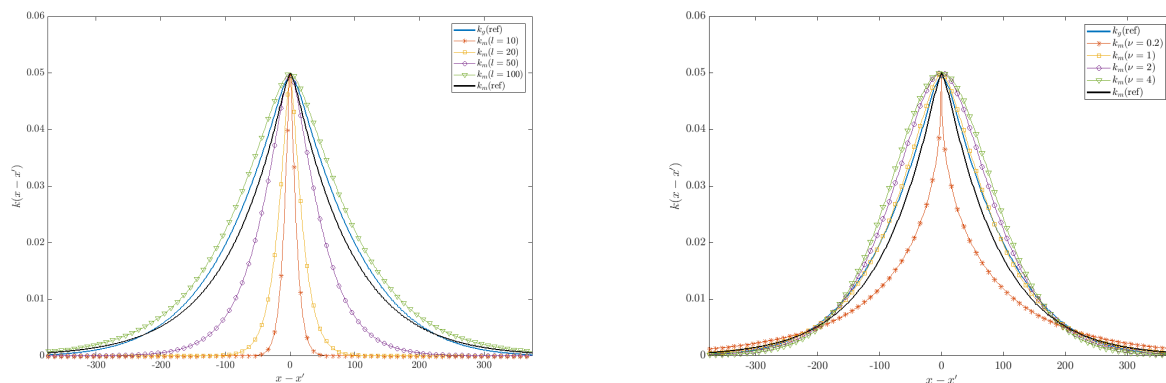 0.06
0.05
0.04
0.03
0.02
0.01
0
k(x − x′)
-300 -200 -100 0 100 200 300
x − x′
k_y(ref)
k_m(l = 10)
k_m(l = 20)
k_m(l = 50)
k_m(l = 100)
k_m(ref)
0.06
0.05
0.04
0.03
0.02
0.01
0
k(x − x′)
-200 -100 0 100 200 300
x − x′
k_y(ref)
k_m(ν = 0.2)
k_m(ν = 1)
k_m(ν = 2)
k_m(ν = 4)
k_m(ref)